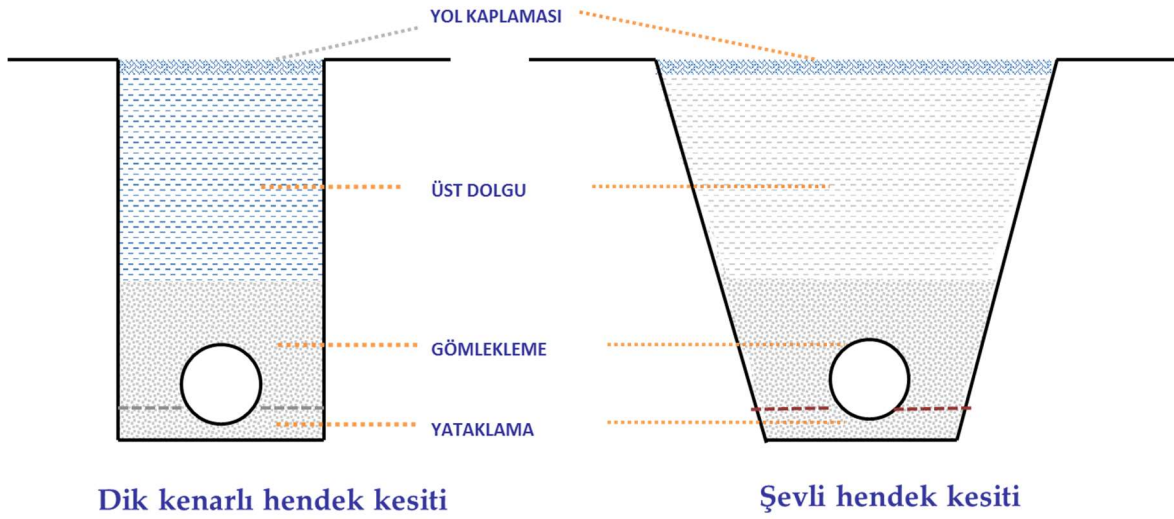 YOL KAPLAMASI
ÜST DOLGU
GÖMLEKLEME
YATAKLAMA
Dik kenarlı hendek kesiti
Şevli hendek kesiti